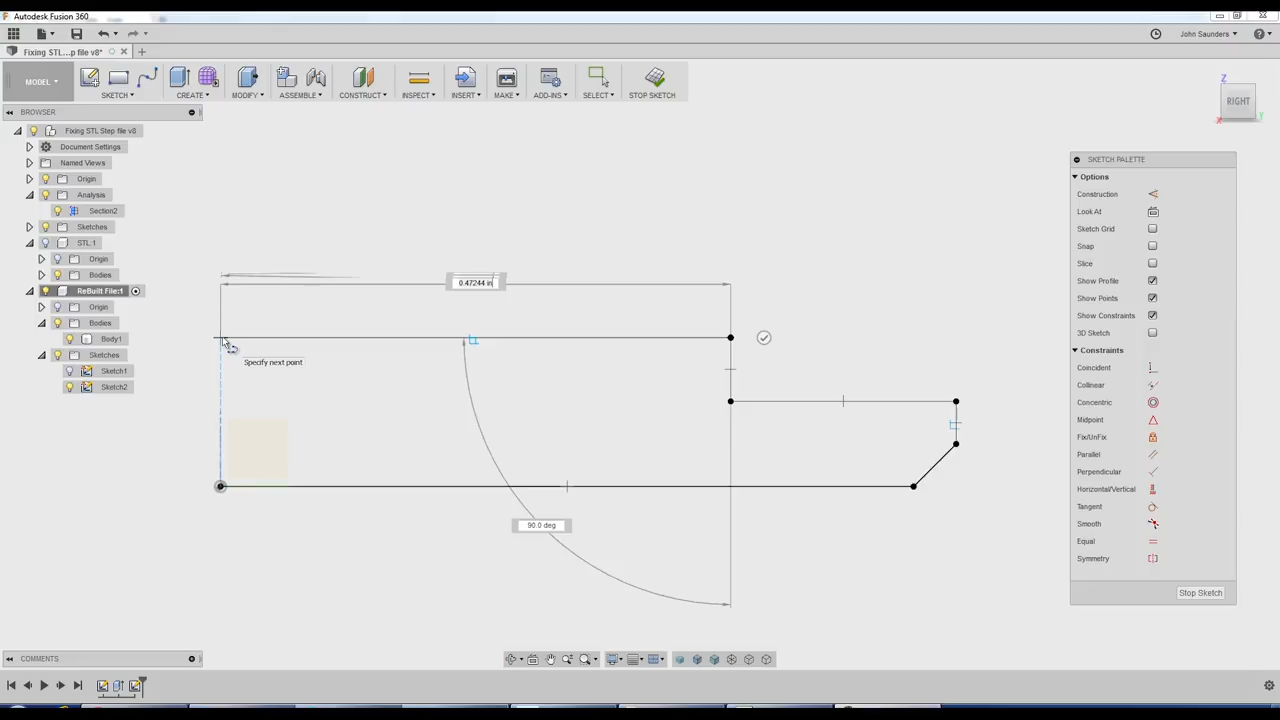 Autodesk Fusion 360
John Saunders
Fixing STL...p file v8*
MODEL
SKETCH
CREATE
MODIFY
ASSEMBLE
CONSTRUCT
INSPECT
INSERT
MAKE
ADD-INS
SELECT
STOP SKETCH
BROWSER
Fixing STL Step file v8
Document Settings
Named Views
Origin
Analysis
Section2
Sketches
STL:1
Origin
Bodies
ReBuilt File:1
Origin
Bodies
Body1
Sketches
Sketch1
Sketch2
0.47244 in
Specify next point
90.0 deg
Z
RIGHT
X
Y
SKETCH PALETTE
Options
Construction
Look At
Sketch Grid
Snap
Slice
Show Profile
Show Points
Show Constraints
3D Sketch
Constraints
Coincident
Colinear
Concentric
Midpoint
Fix/UnFix
Parallel
Perpendicular
Horizontal/Vertical
Tangent
Smooth
Equal
Symmetry
Stop Sketch
COMMENTS